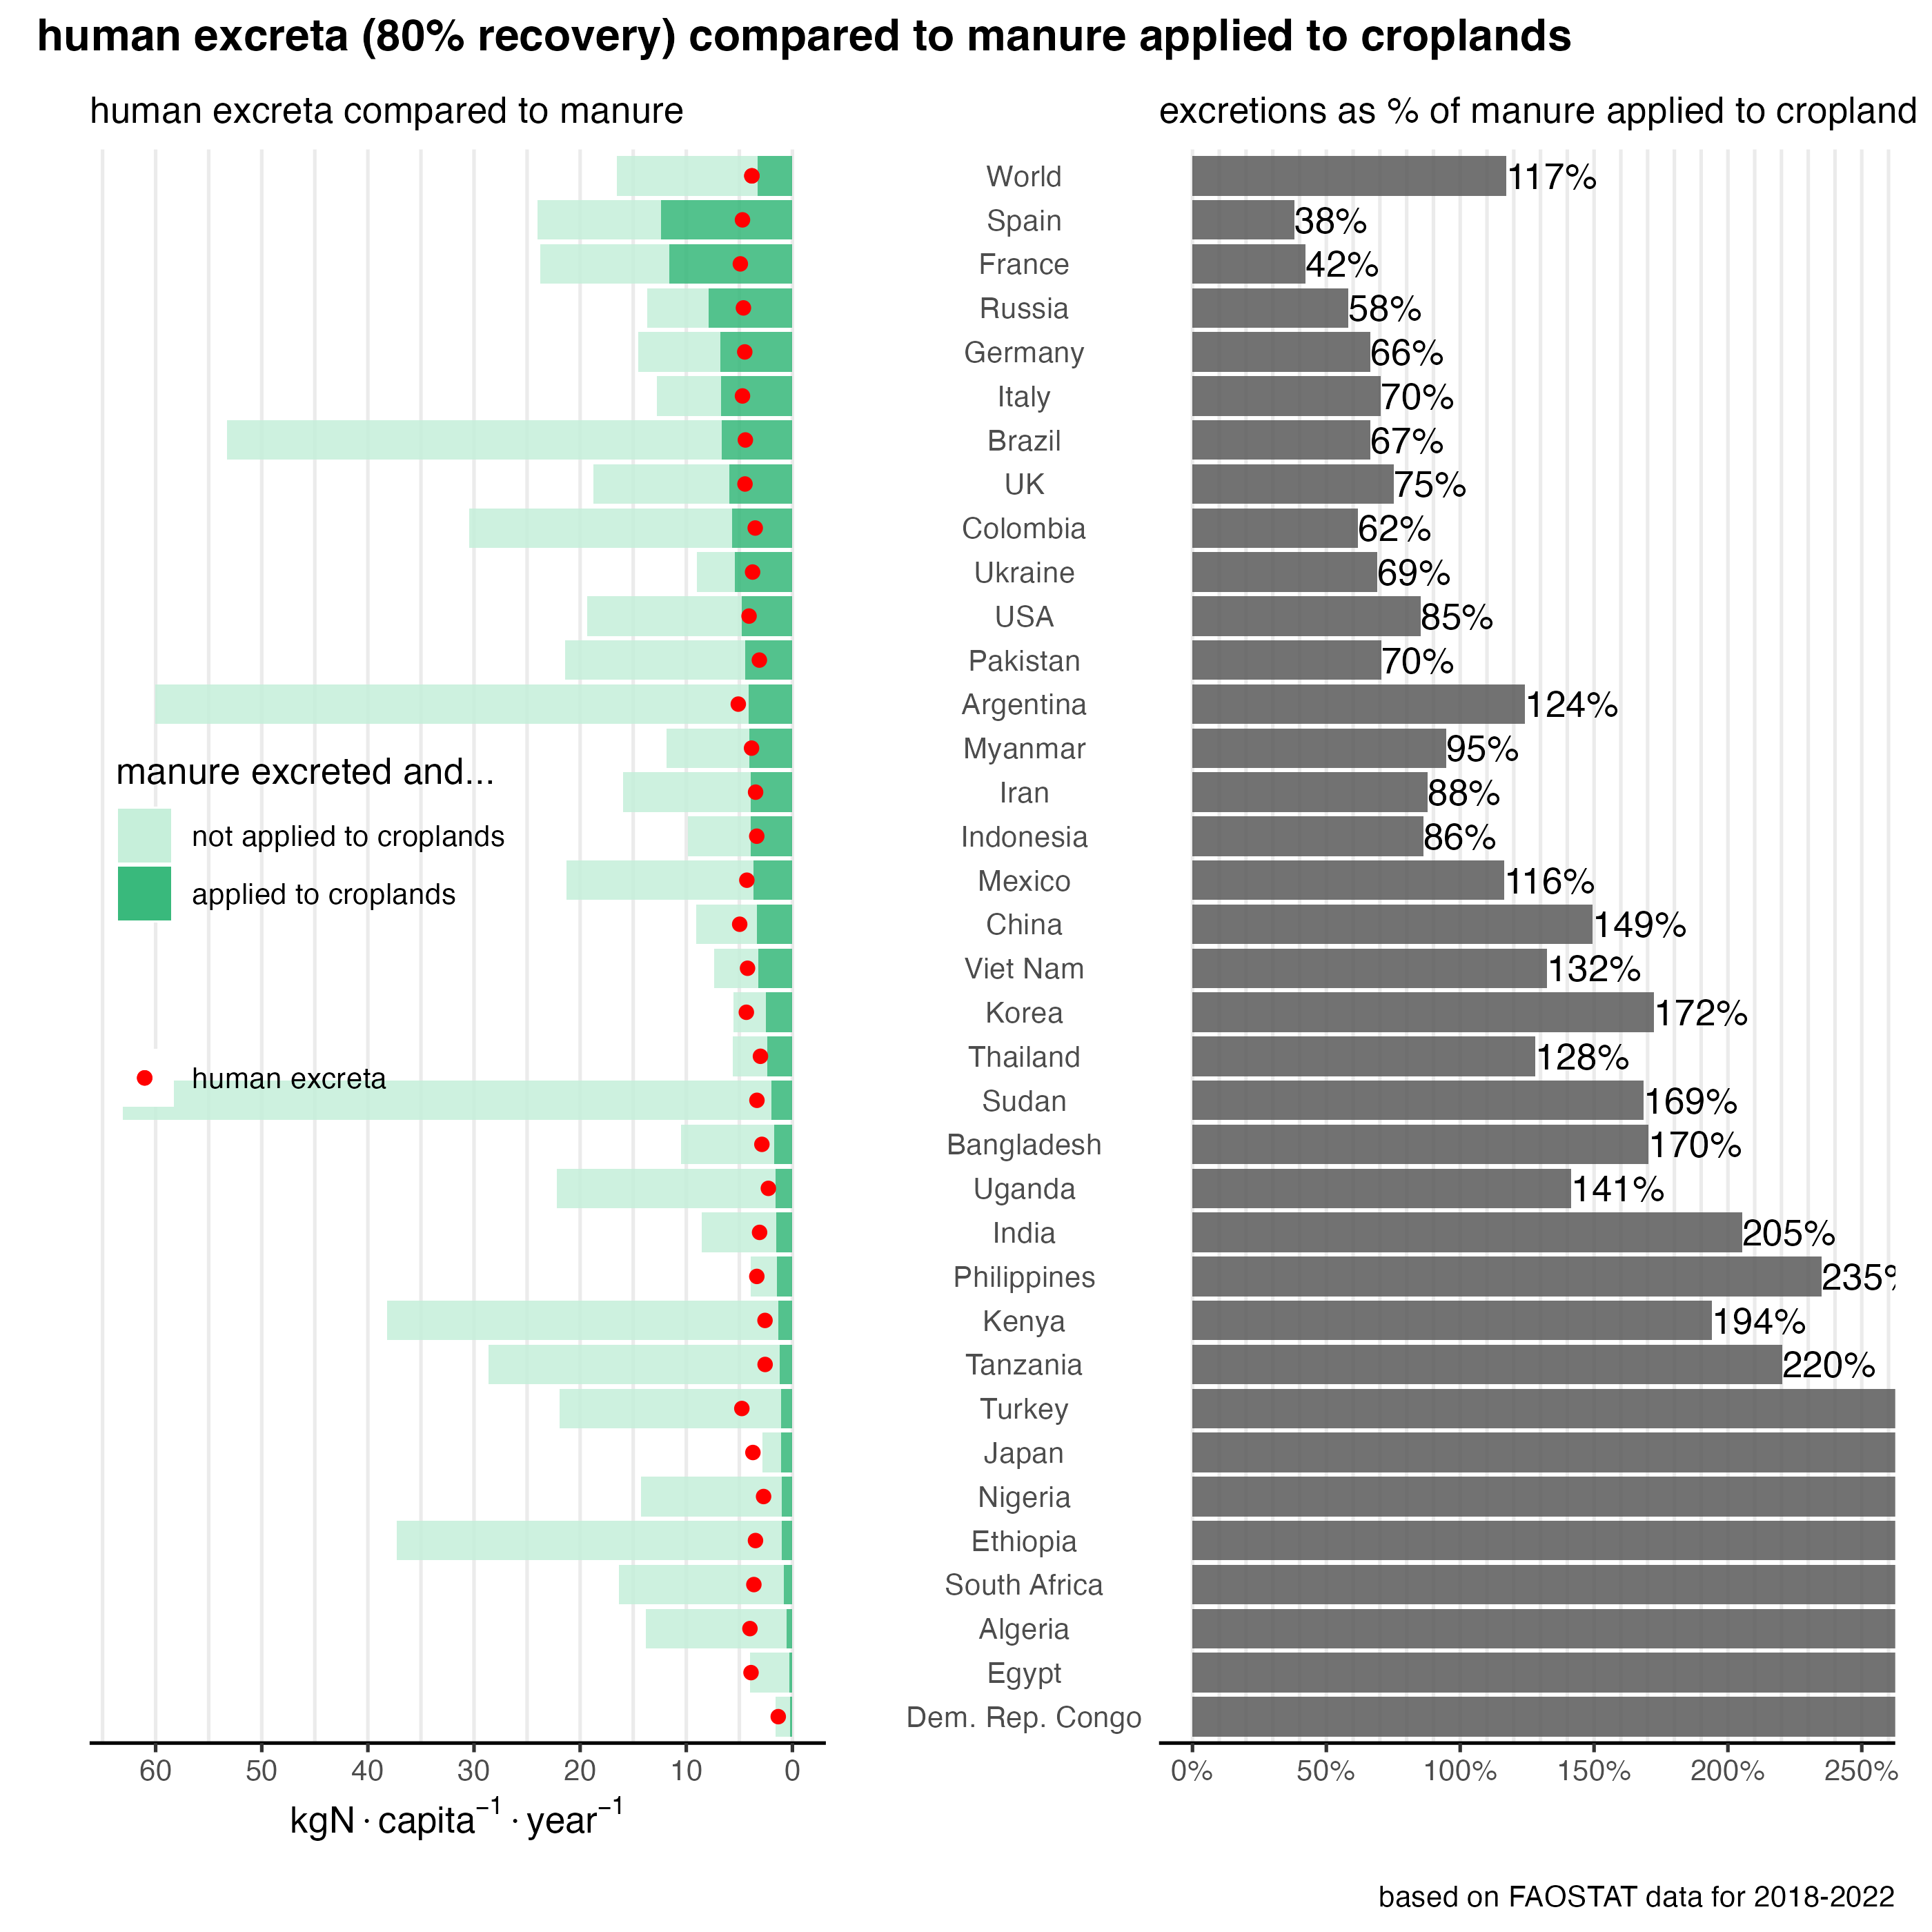 human excreta (80% recovery) compared to manure applied to croplands
human excreta compared to manure
excretions as % of manure applied to cropland
World 117%
Spain 38%
France 42%
Russia 58%
Germany 66%
Italy 70%
Brazil 67%
UK 75%
Colombia 62%
Ukraine 69%
USA 85%
Pakistan 70%
Argentina 124%
Myanmar 95%
manure excreted and...
Iran 88%
not applied to croplands
Indonesia 86%
applied to croplands
Mexico 116%
China 149%
Viet Nam 132%
Korea 172%
Thailand 128%
human excreta
Sudan 169%
Bangladesh 170%
Uganda 141%
India 205%
Philippines 235%
Kenya 194%
Tanzania 220%
Turkey
Japan
Nigeria
Ethiopia
South Africa
Algeria
Egypt
Dem. Rep. Congo
60 50 40 30 20 10 0
0% 50% 100% 150% 200% 250%
kgN · capita⁻¹ · year⁻¹
based on FAOSTAT data for 2018-2022